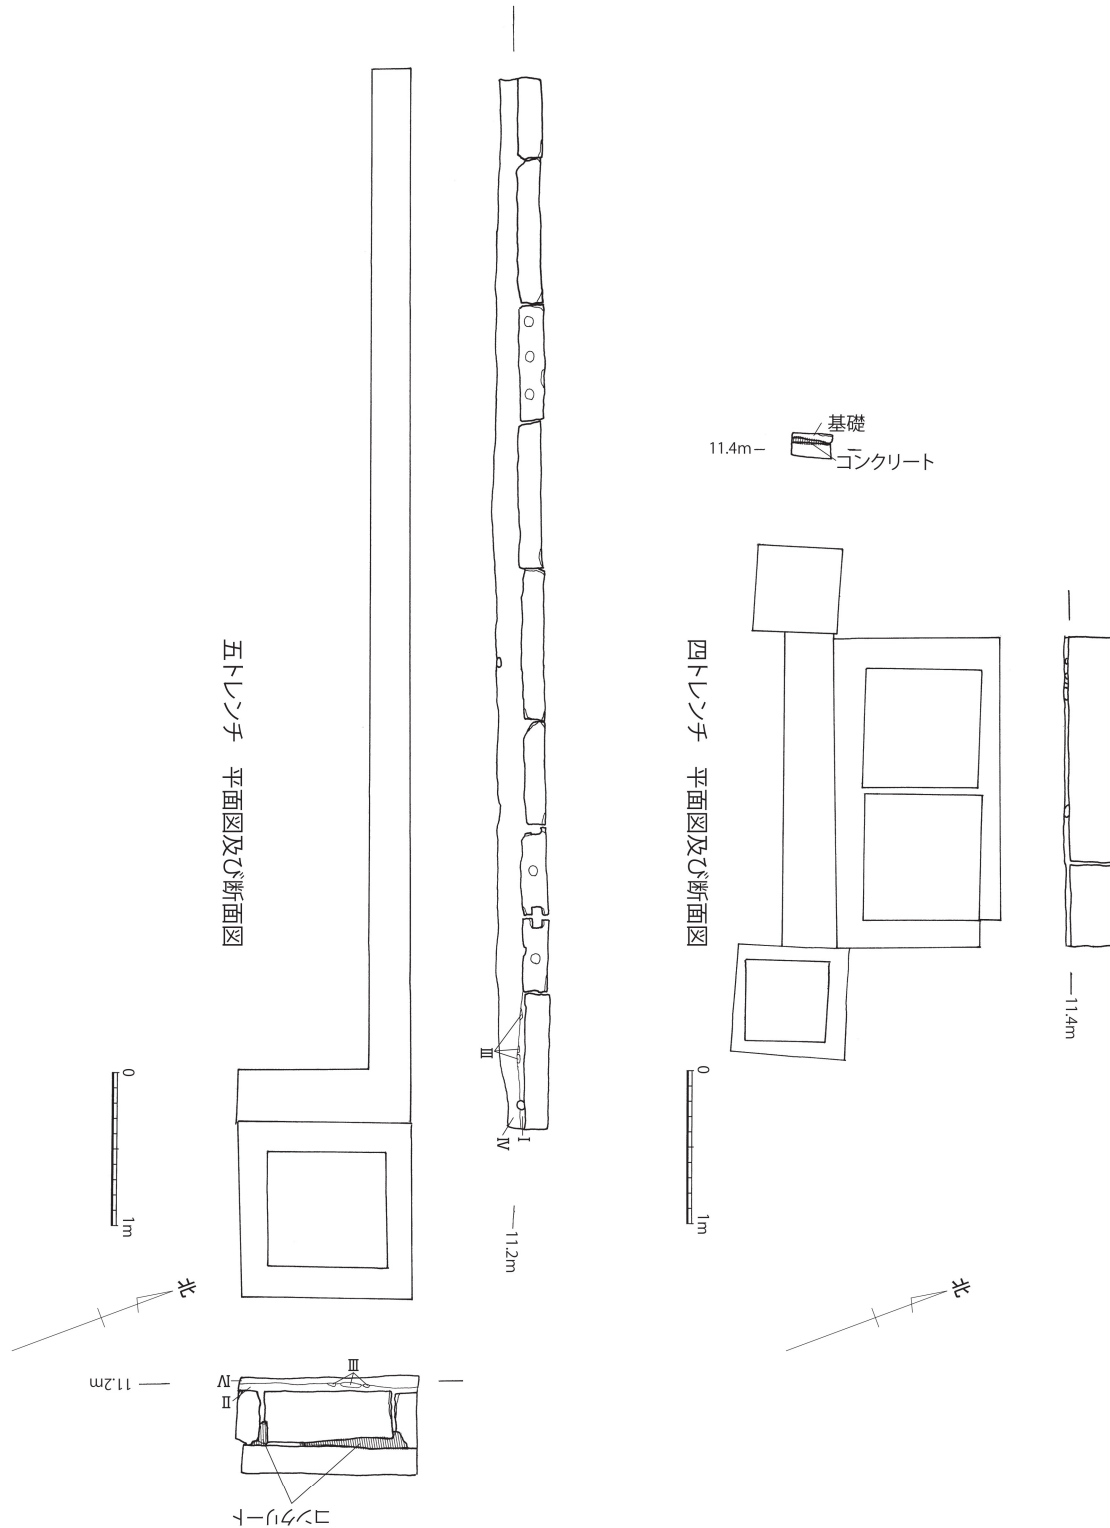 基礎
11.4m
コンクリート
四トレンチ　平面図及び断面図
11.4m
0
1m
北
五トレンチ　平面図及び断面図
Ⅲ
Ⅳ
Ⅰ
11.2m
0
1m
北
11.2m
Ⅳ
Ⅱ
Ⅲ
コンクリート